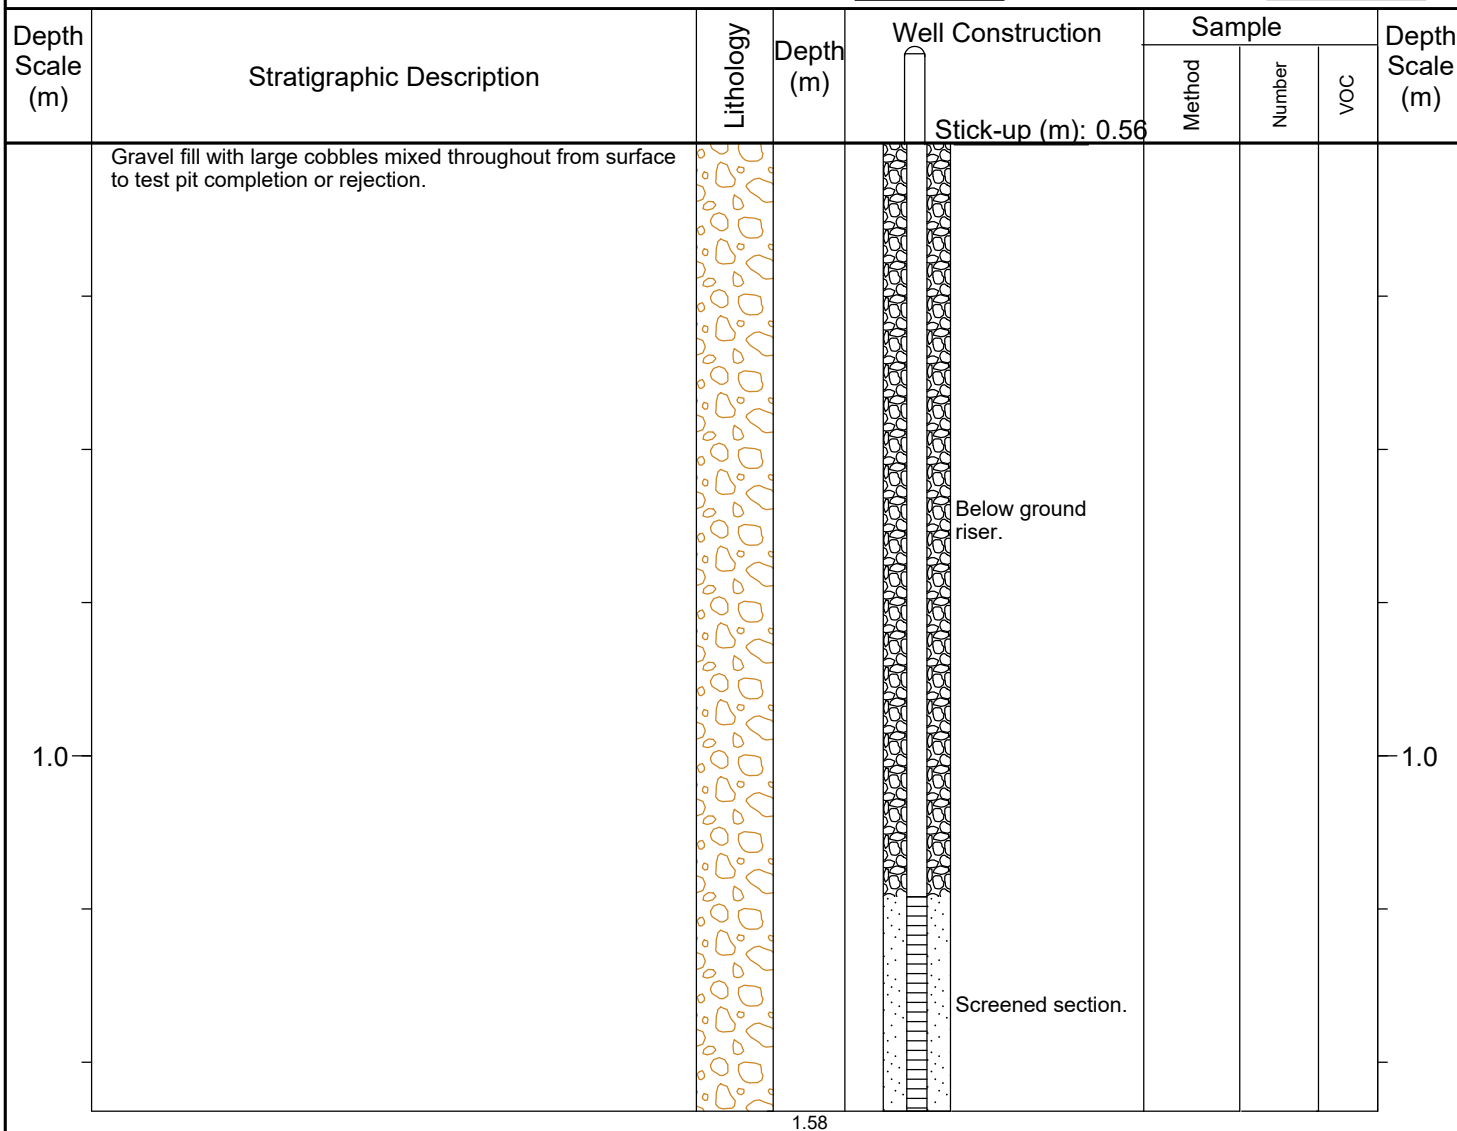 Depth
Scale
(m)
Stratigraphic Description
Lithology
Depth
(m)
Well Construction
Stick-up (m): 0.56
Sample
Method
Number
VOC
Depth
Scale
(m)
Gravel fill with large cobbles mixed throughout from surface
to test pit completion or rejection.
Below ground
riser.
1.0
1.0
Screened section.
1.58